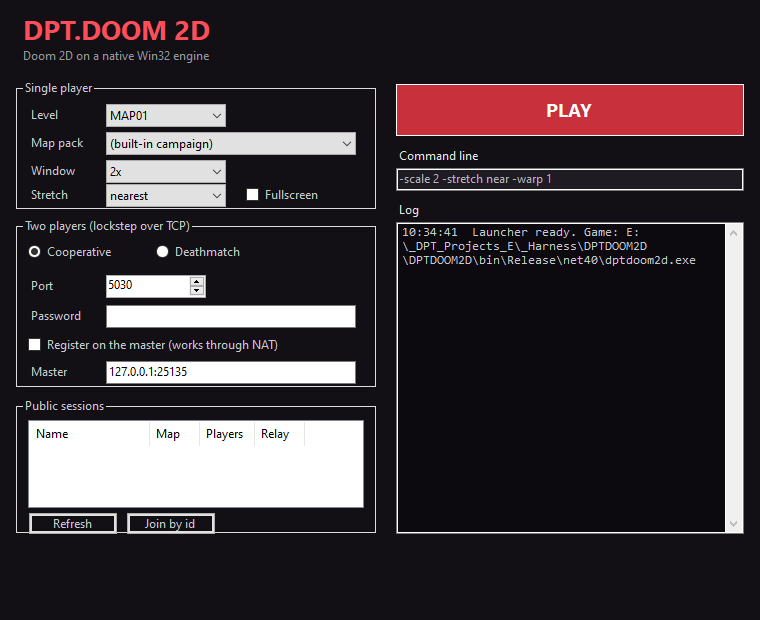 DPT.DOOM 2D
Doom 2D on a native Win32 engine
Single player
Level
MAP01
Map pack
(built-in campaign)
Window
2x
Stretch
nearest
Fullscreen
Two players (lockstep over TCP)
Cooperative
Deathmatch
Port
5030
Password
Register on the master (works through NAT)
Master
127.0.0.1:25135
Public sessions
Name Map Players Relay
Refresh
Join by id
PLAY
Command line
-scale 2 -stretch near -warp 1
Log
10:34:41 Launcher ready. Game: E:
\_DPT_Projects_E\_Harness\DPTDOOM2D
\DPTDOOM2D\bin\Release\net40\dptdoom2d.exe